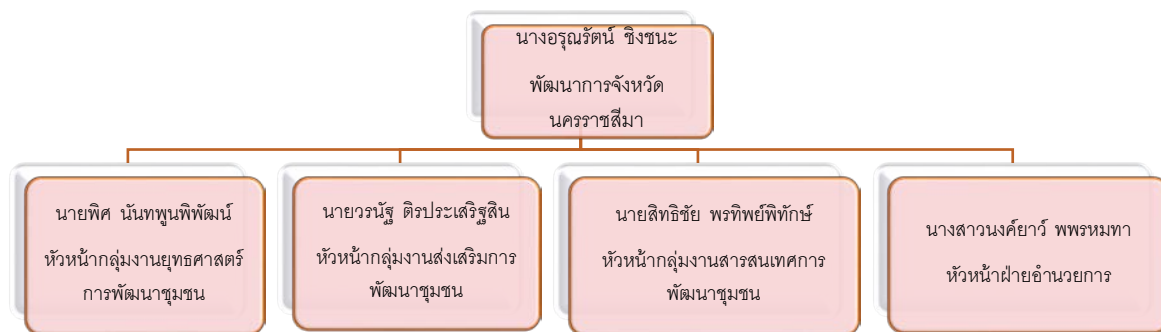 นางอรุณรัตน์ ชิงชนะ
พัฒนาการจังหวัด
นครราชสีมา
นายพิศ นันทพูนพิพัฒน์
หัวหน้ากลุ่มงานยุทธศาสตร์
การพัฒนาชุมชน
นายวรนัฐ ติรประเสริฐสิน
หัวหน้ากลุ่มงานส่งเสริมการ
พัฒนาชุมชน
นายสิทธิชัย พรทิพย์พิทักษ์
หัวหน้ากลุ่มงานสารสนเทศการ
พัฒนาชุมชน
นางสาวนงค์ยาว์ พพรหมทา
หัวหน้าฝ่ายอำนวยการ